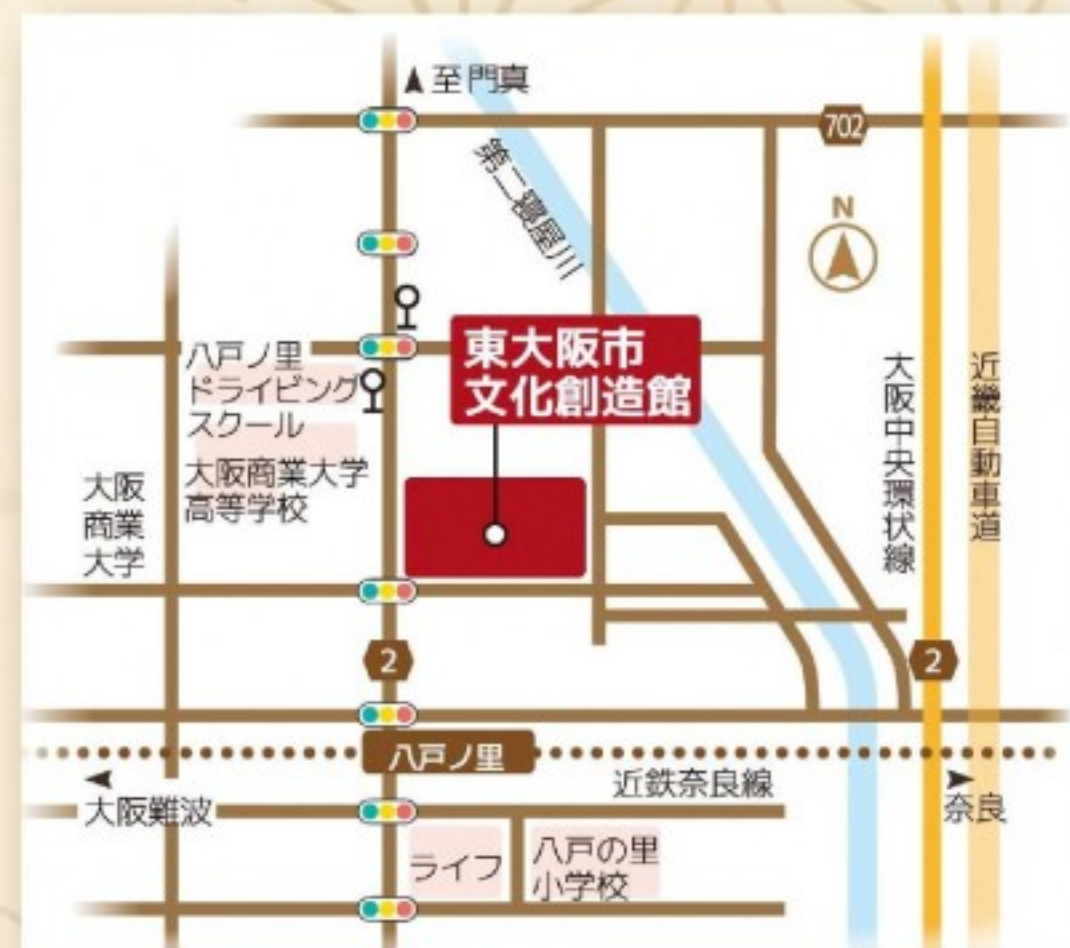 至門真
702
第二寝屋川
N
東大阪市
文化創造館
八戸ノ里
ドライビング
スクール
大阪商業大学
高等学校
大阪
商業
大学
大阪中央環状線
近畿自動車道
2
2
八戸ノ里
近鉄奈良線
大阪難波
奈良
ライフ
八戸の里
小学校